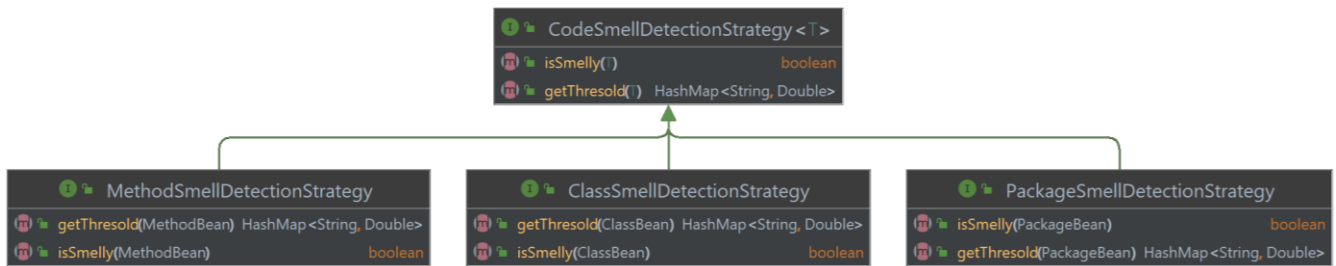 CodeSmellDetectionStrategy<T>
isSmelly(T) boolean
getThresold(T) HashMap<String, Double>
MethodSmellDetectionStrategy
getThresold(MethodBean) HashMap<String, Double>
isSmelly(MethodBean) boolean
ClassSmellDetectionStrategy
getThresold(ClassBean) HashMap<String, Double>
isSmelly(ClassBean) boolean
PackageSmellDetectionStrategy
isSmelly(PackageBean) boolean
getThresold(PackageBean) HashMap<String, Double>